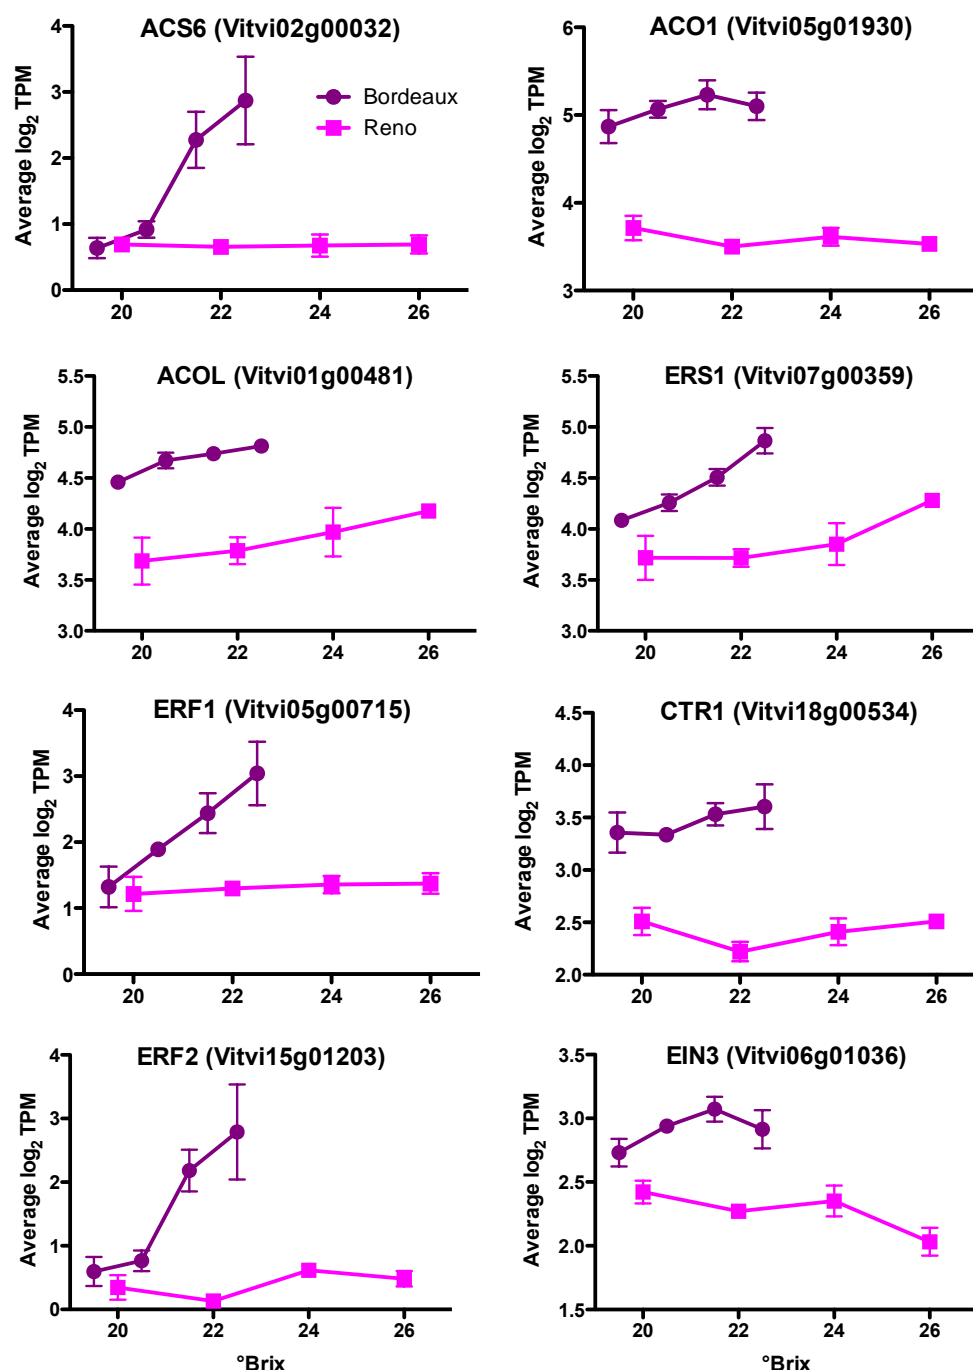 ACS6 (Vitvi02g00032)
Average log2 TPM
4
3
2
1
0
Bordeaux
Reno
20 22 24 26
ACO1 (Vitvi05g01930)
Average log2 TPM
6
5
4
3
20 22 24 26
ACOL (Vitvi01g00481)
Average log2 TPM
5.5
5.0
4.5
4.0
3.5
3.0
20 22 24 26
ERS1 (Vitvi07g00359)
Average log2 TPM
5.5
5.0
4.5
4.0
3.5
3.0
20 22 24 26
ERF1 (Vitvi05g00715)
Average log2 TPM
4
3
2
1
0
20 22 24 26
CTR1 (Vitvi18g00534)
Average log2 TPM
4.5
4.0
3.5
3.0
2.5
2.0
20 22 24 26
ERF2 (Vitvi15g01203)
Average log2 TPM
4
3
2
1
0
20 22 24 26
°Brix
EIN3 (Vitvi06g01036)
Average log2 TPM
3.5
3.0
2.5
2.0
1.5
20 22 24 26
°Brix